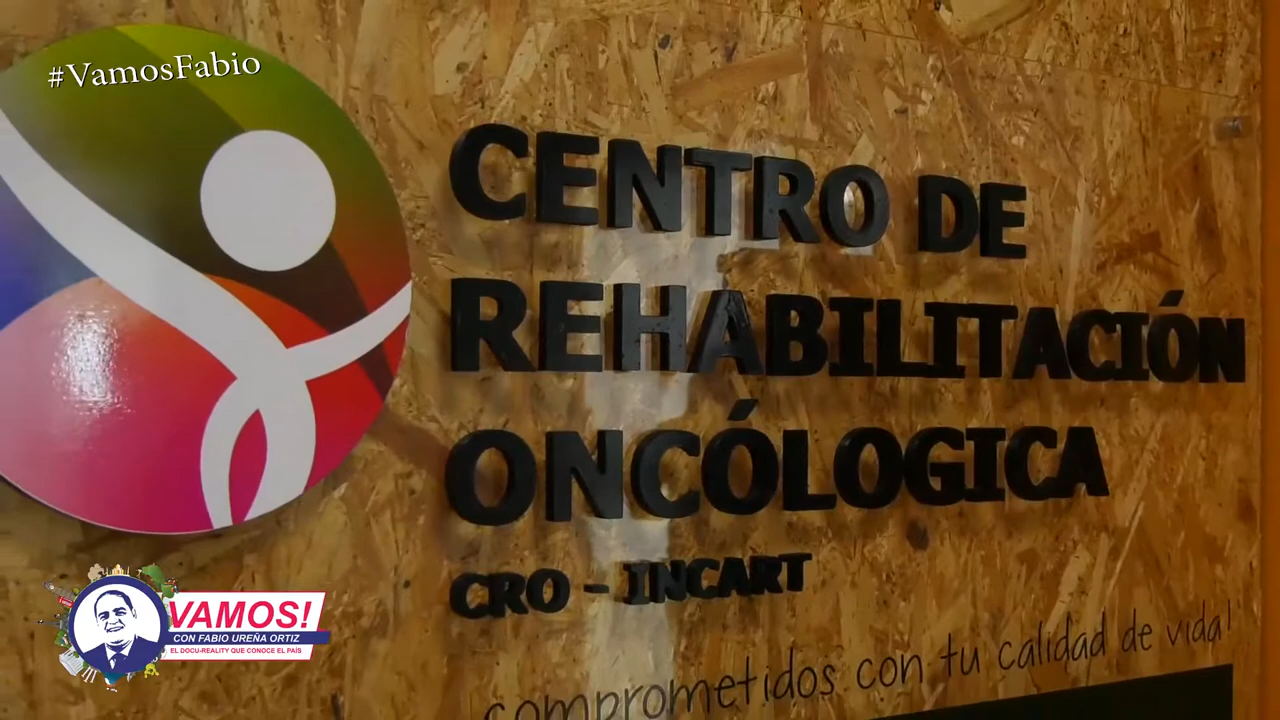 #VamosFabio
CENTRO DE
REHABILITACIÓN
ONCÓLOGICA
CRO - INCART
comprometidos con tu calidad de vida!
VAMOS!
CON FABIO UREÑA ORTIZ
EL DOCU-REALITY QUE CONOCE EL PAÍS